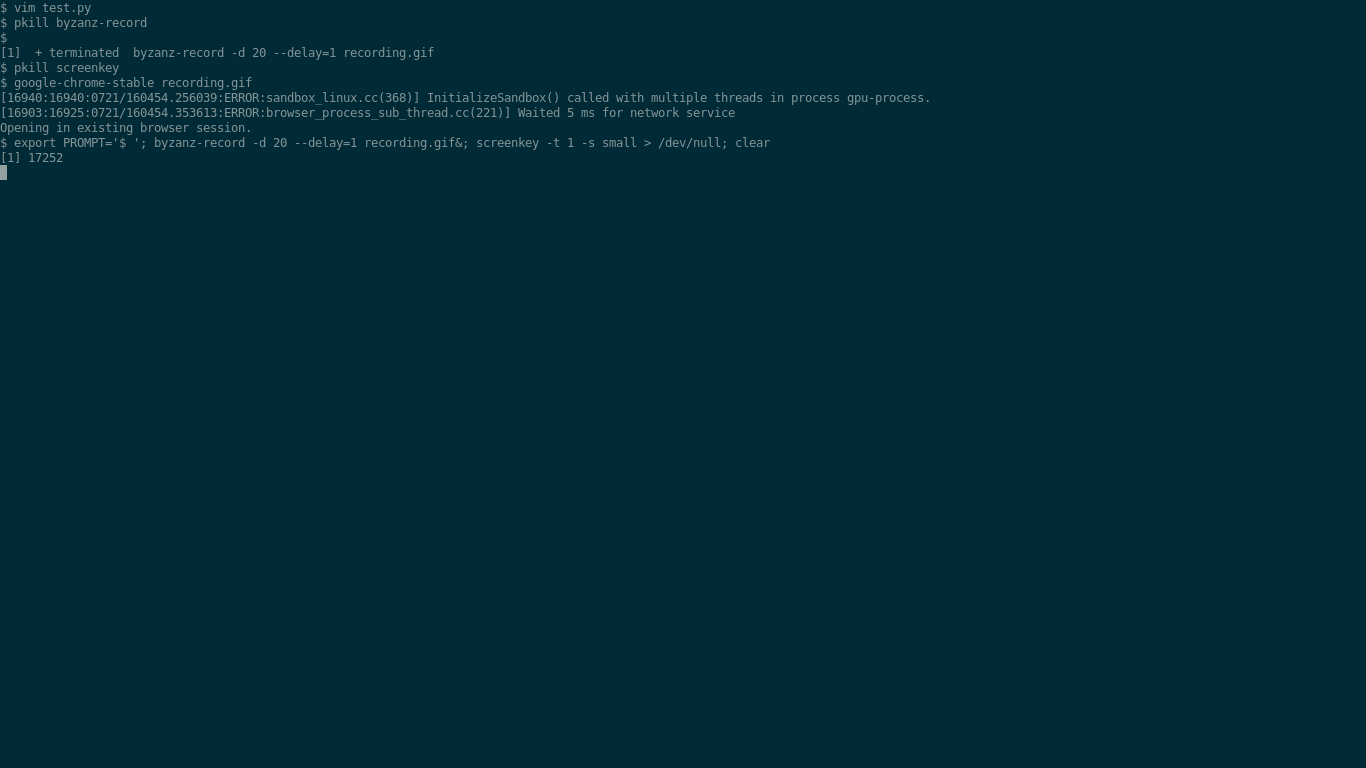 $ vim test.py
$ pkill byzanz-record
$
[1]  + terminated  byzanz-record -d 20 --delay=1 recording.gif
$ pkill screenkey
$ google-chrome-stable recording.gif
[16940:16940:0721/160454.256039:ERROR:sandbox_linux.cc(368)] InitializeSandbox() called with multiple threads in process gpu-process.
[16903:16925:0721/160454.353613:ERROR:browser_process_sub_thread.cc(221)] Waited 5 ms for network service
Opening in existing browser session.
$ export PROMPT='$ '; byzanz-record -d 20 --delay=1 recording.gif&; screenkey -t 1 -s small > /dev/null; clear
[1] 17252